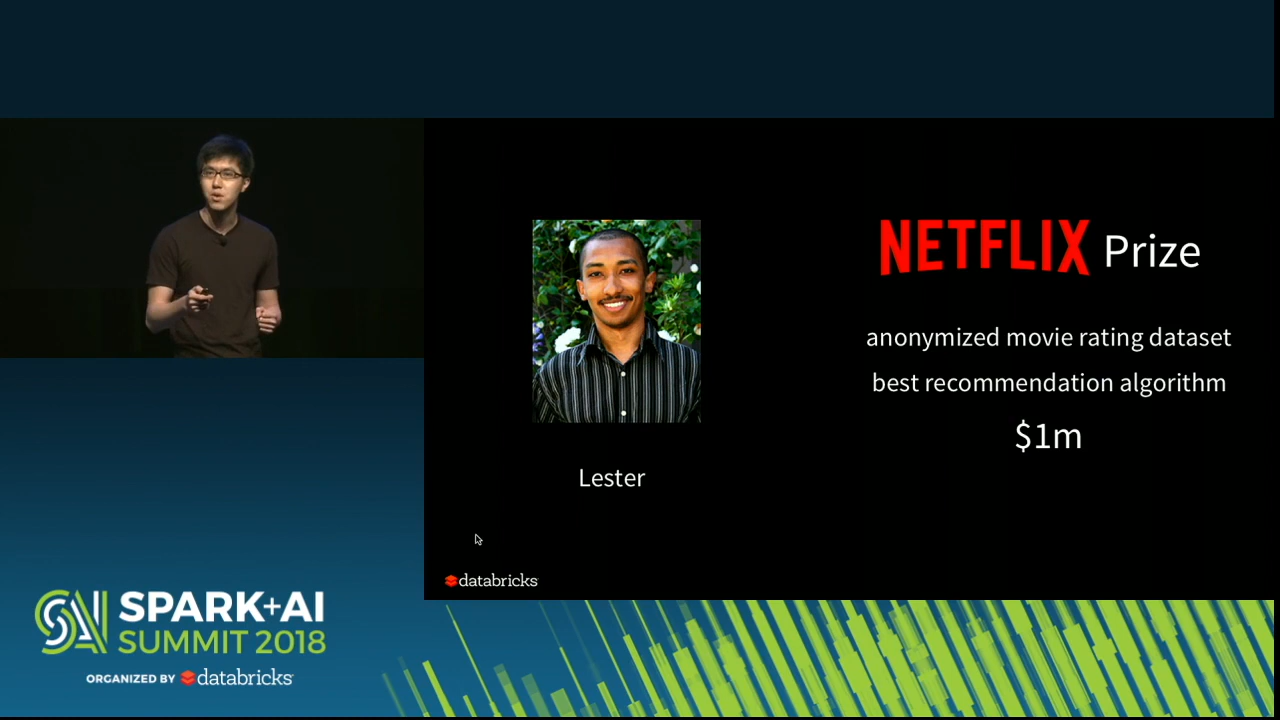 NETFLIX Prize
anonymized movie rating dataset
best recommendation algorithm
$1m
Lester
databricks
SAI SPARK+AI
SUMMIT 2018
ORGANIZED BY databricks